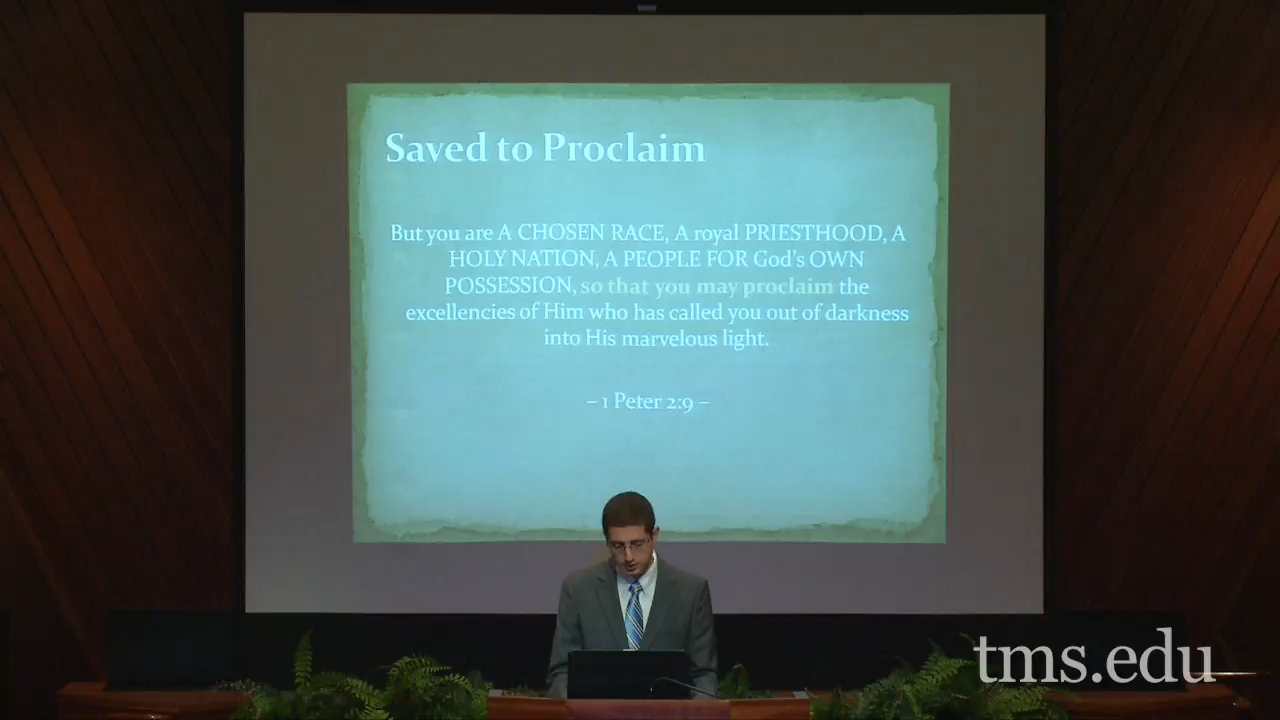 Saved to Proclaim
But you are A CHOSEN RACE, A royal PRIESTHOOD, A
HOLY NATION, A PEOPLE FOR God's OWN
POSSESSION, so that you may proclaim the
excellencies of Him who has called you out of darkness
into His marvelous light.
– 1 Peter 2:9 –
tms.edu